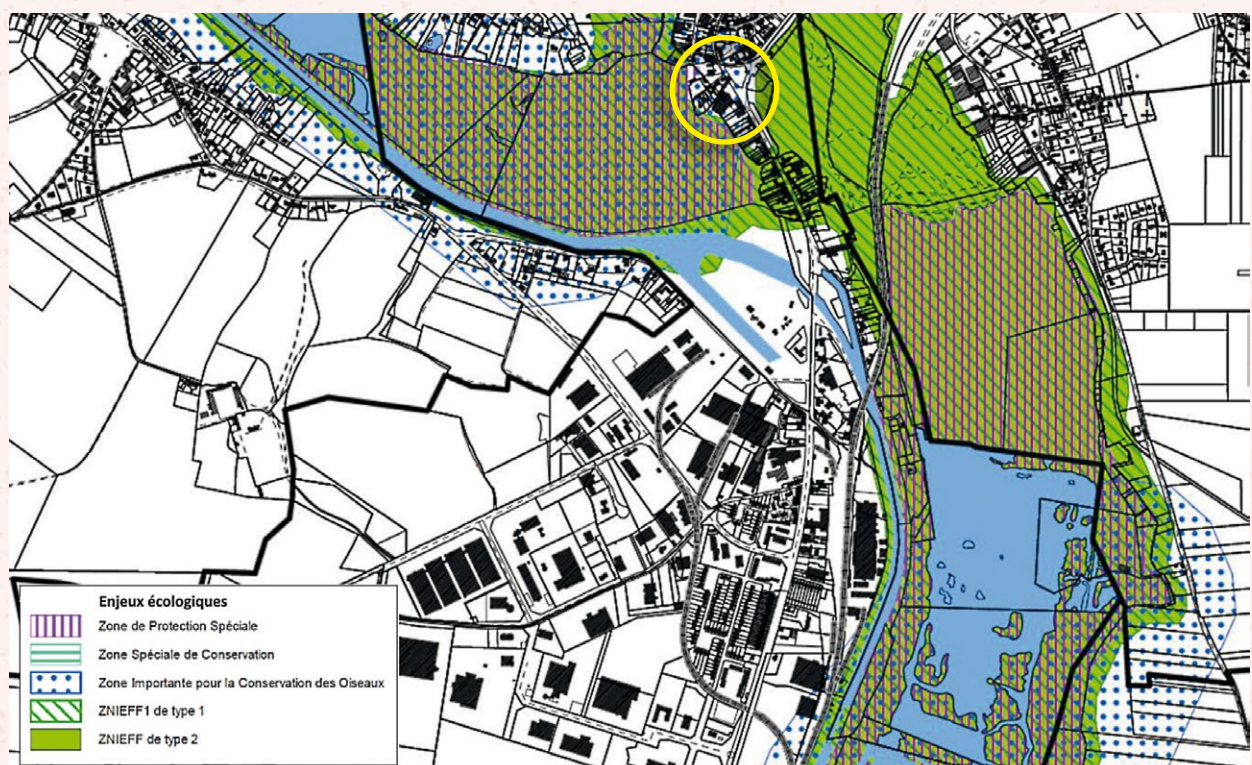 Enjeux écologiques
Zone de Protection Spéciale
Zone Spéciale de Conservation
Zone Importante pour la Conservation des Oiseaux
ZNIEFF1 de type 1
ZNIEFF de type 2